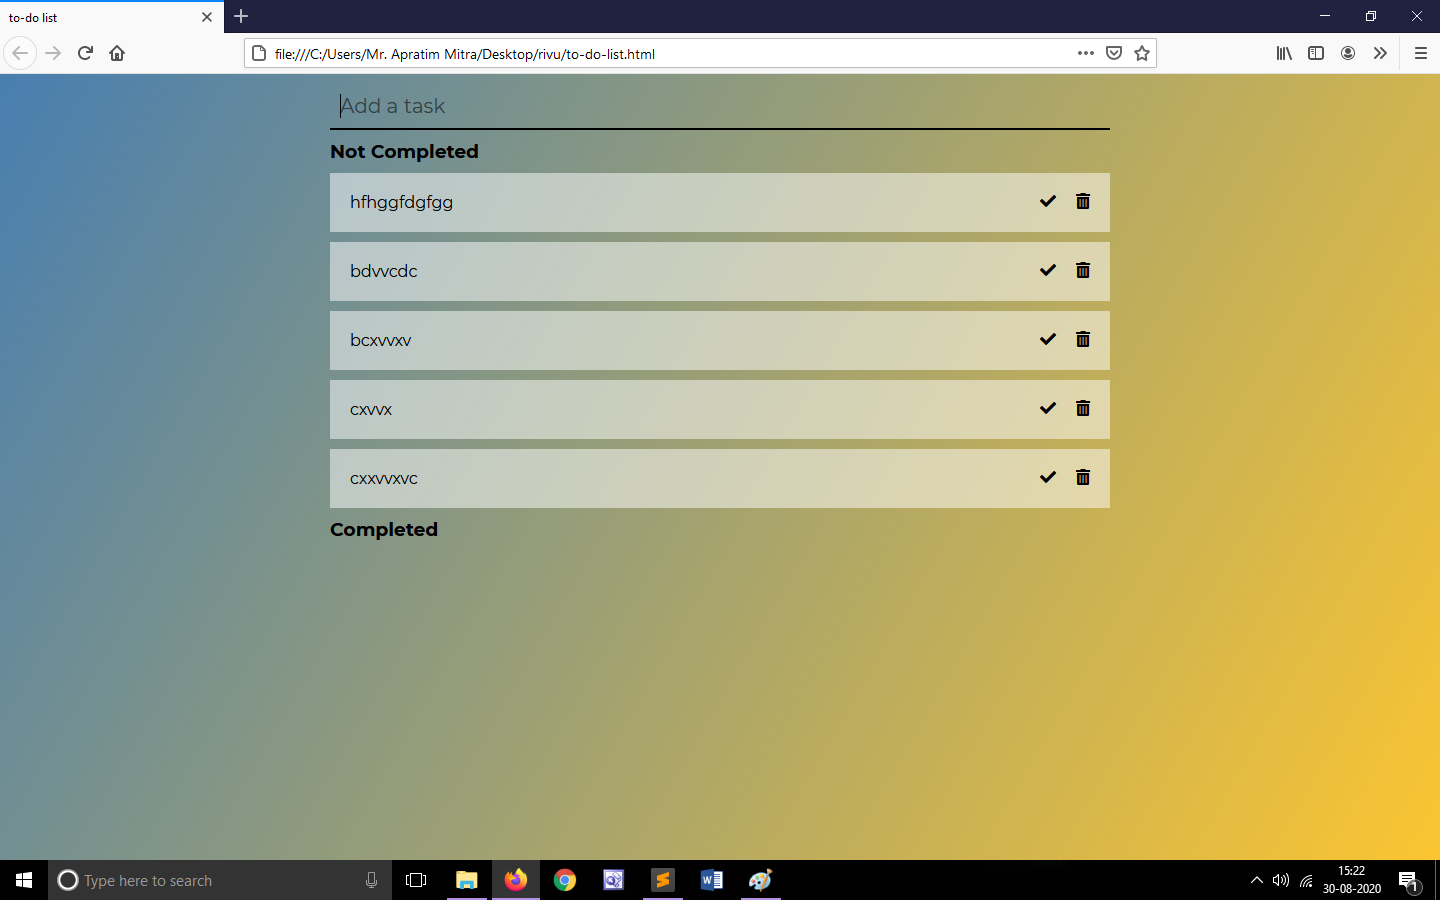 to-do list
file:///C:/Users/Mr. Apratim Mitra/Desktop/rivu/to-do-list.html
Add a task
Not Completed
hfhggfdgfgg
bdvvcdc
bcxvvxv
cxvvx
cxxvvxvc
Completed
Type here to search
15:22
30-08-2020
1